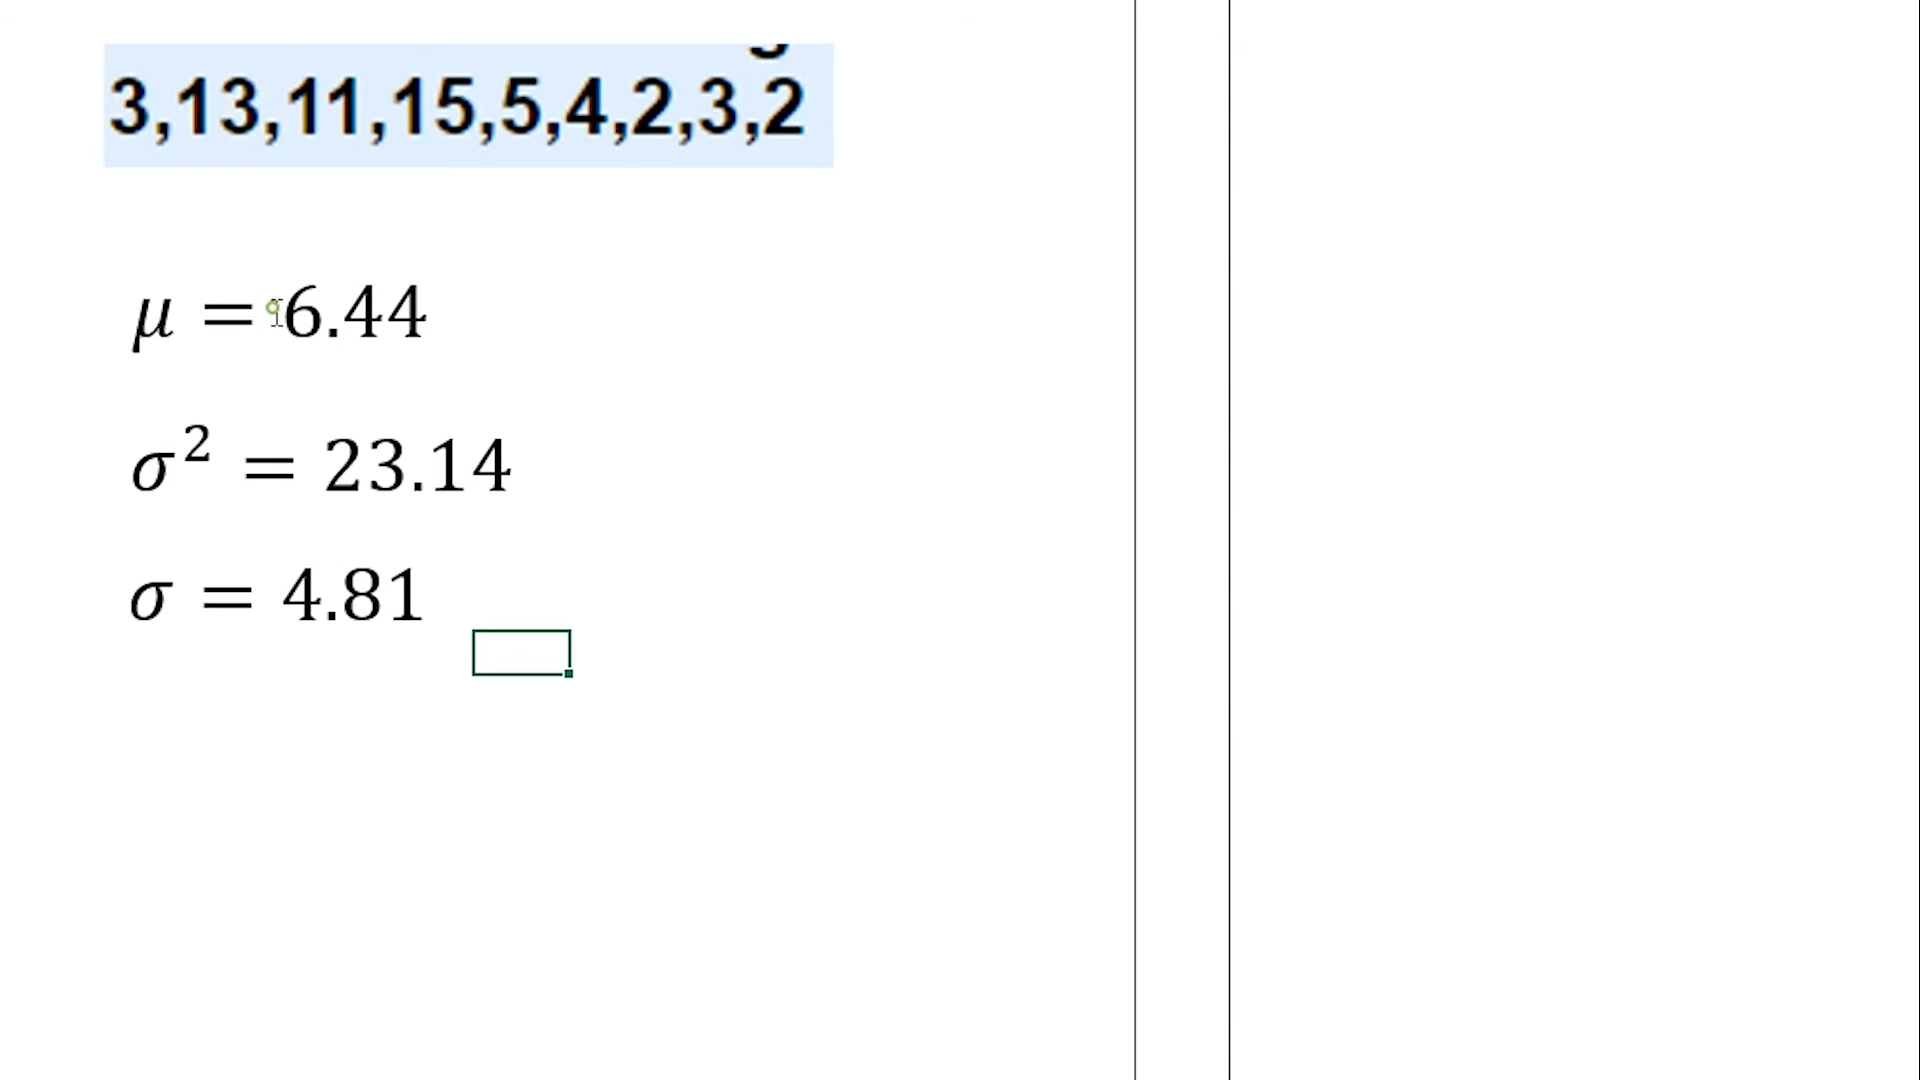 3,13,11,15,5,4,2,3,2
μ = 6.44
σ² = 23.14
σ = 4.81